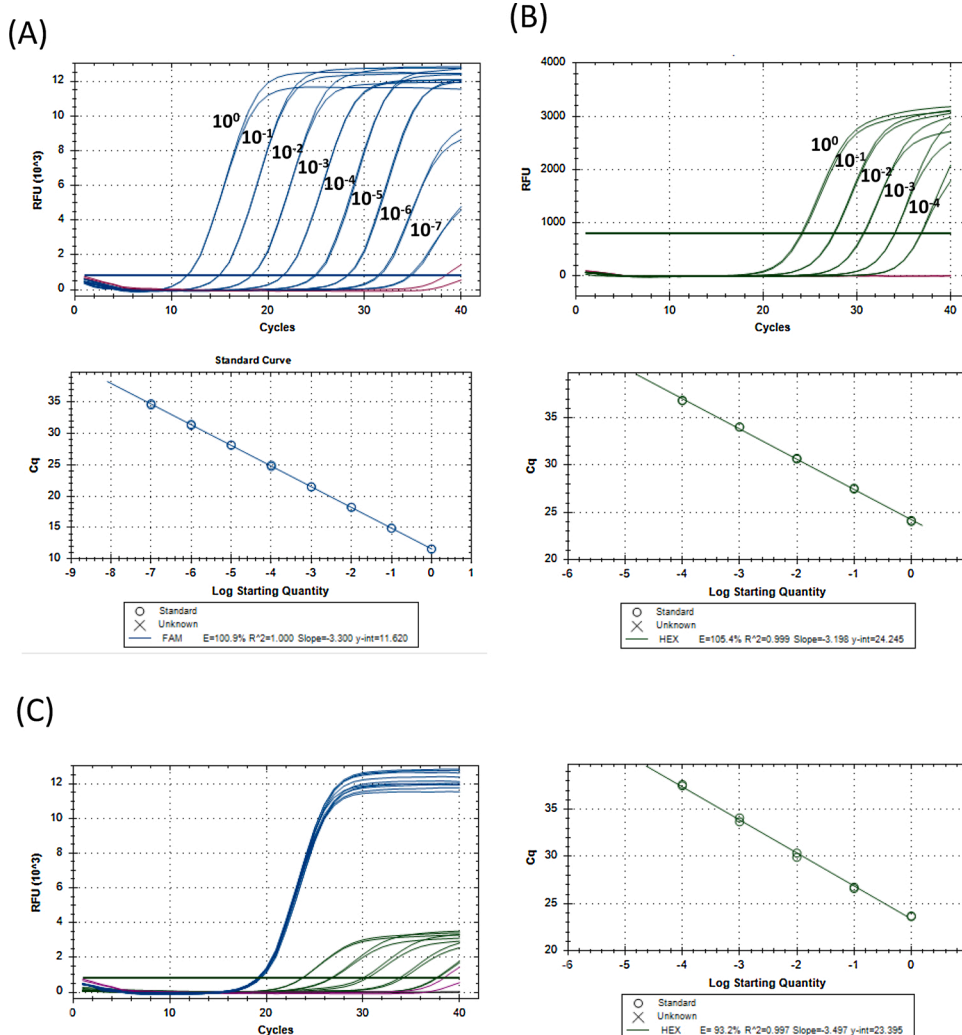 (A)
12
10
8
6
4
2
0
RFU (10^3)
10⁰
10⁻¹
10⁻²
10⁻³
10⁻⁴
10⁻⁵
10⁻⁶
10⁻⁷
0 10 20 30 40
Cycles
Standard Curve
35
30
25
20
15
10
Cq
-9 -8 -7 -6 -5 -4 -3 -2 -1 0 1
Log Starting Quantity
Standard
Unknown
FAM E=100.9% R^2=1.000 Slope=-3.300 y-int=11.620
(B)
4000
3000
2000
1000
0
RFU
10⁰
10⁻¹
10⁻²
10⁻³
10⁻⁴
0 10 20 30 40
Cycles
35
30
25
20
Cq
-6 -5 -4 -3 -2 -1 0
Log Starting Quantity
Standard
Unknown
HEX E=105.4% R^2=0.999 Slope=-3.198 y-int=24.245
(C)
12
10
8
6
4
2
0
RFU (10^3)
0 10 20 30 40
Cycles
35
30
25
20
Cq
-6 -5 -4 -3 -2 -1 0
Log Starting Quantity
Standard
Unknown
HEX E= 93.2% R^2=0.997 Slope=-3.497 y-int=23.395